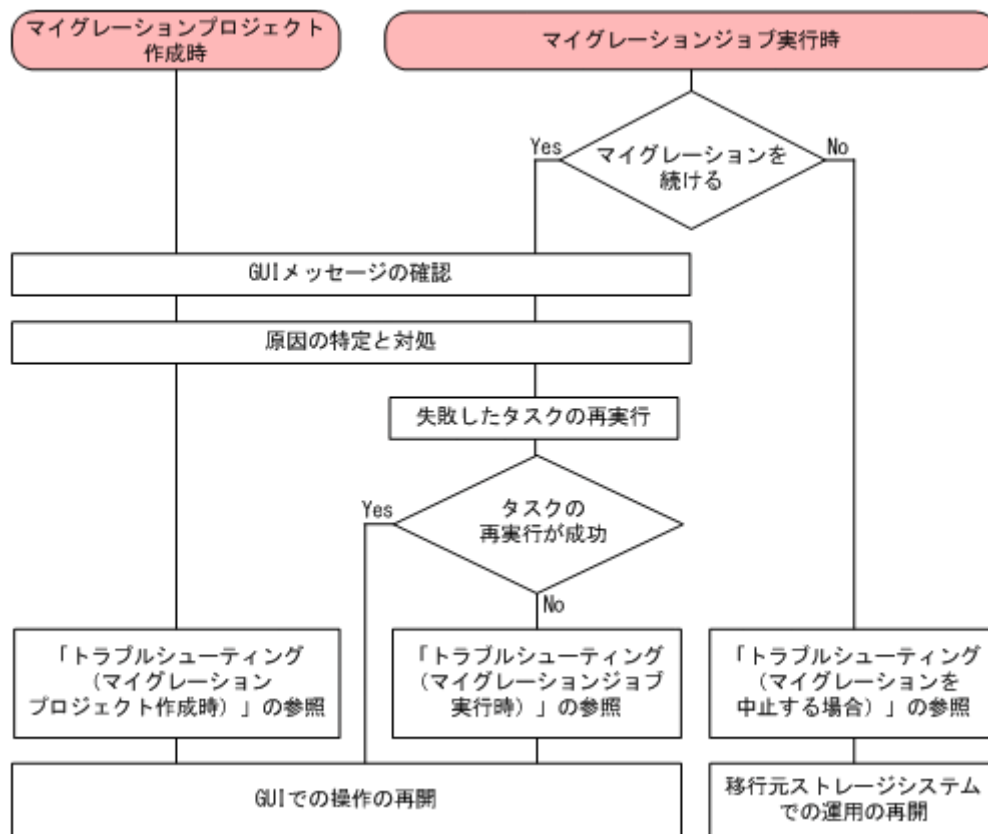 マイグレーションプロジェクト
作成時
マイグレーションジョブ実行時
Yes
No
マイグレーションを
続ける
GUIメッセージの確認
原因の特定と対処
失敗したタスクの再実行
Yes
タスクの
再実行が成功
No
「トラブルシューティング
(マイグレーション
プロジェクト作成時)」の参照
「トラブルシューティング
(マイグレーションジョブ
実行時)」の参照
「トラブルシューティング
(マイグレーションを
中止する場合)」の参照
GUIでの操作の再開
移行元ストレージシステム
での運用の再開